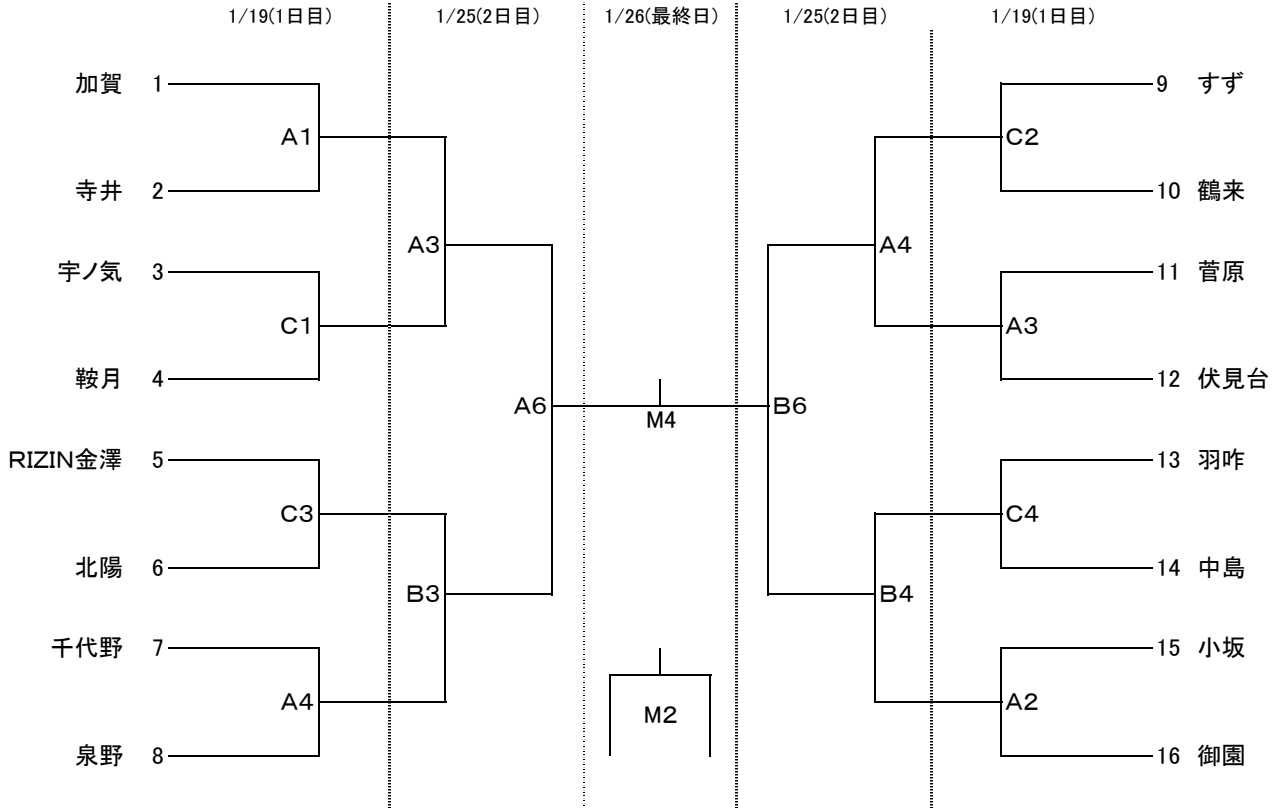 1/19(1日目) 1/25(2日目) 1/26(最終日) 1/25(2日目) 1/19(1日目)
加賀 1 9 すず
A1 C2
寺井 2 10 鶴来
A3 A4
宇ノ気 3 11 菅原
C1 A3
鞍月 4 12 伏見台
A6 M4 B6
RIZIN金澤 5 13 羽咋
C3 C4
北陽 6 14 中島
B3 B4
千代野 7 15 小坂
A4 M2 A2
泉野 8 16 御園